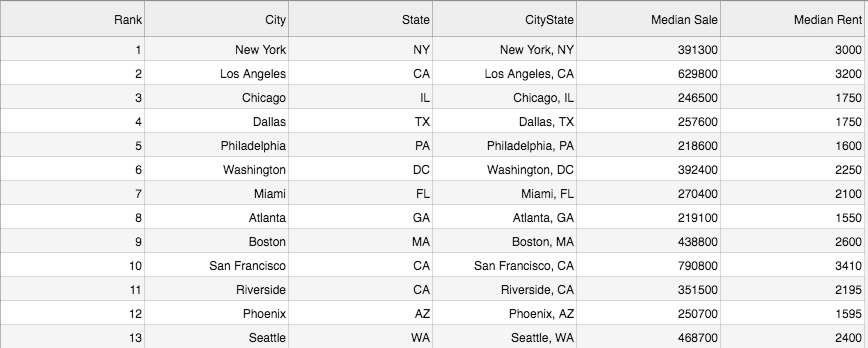 Rank City State CityState Median Sale Median Rent
1 New York NY New York, NY 391300 3000
2 Los Angeles CA Los Angeles, CA 629800 3200
3 Chicago IL Chicago, IL 246500 1750
4 Dallas TX Dallas, TX 257600 1750
5 Philadelphia PA Philadelphia, PA 218600 1600
6 Washington DC Washington, DC 392400 2250
7 Miami FL Miami, FL 270400 2100
8 Atlanta GA Atlanta, GA 219100 1550
9 Boston MA Boston, MA 438800 2600
10 San Francisco CA San Francisco, CA 790800 3410
11 Riverside CA Riverside, CA 351500 2195
12 Phoenix AZ Phoenix, AZ 250700 1595
13 Seattle WA Seattle, WA 468700 2400